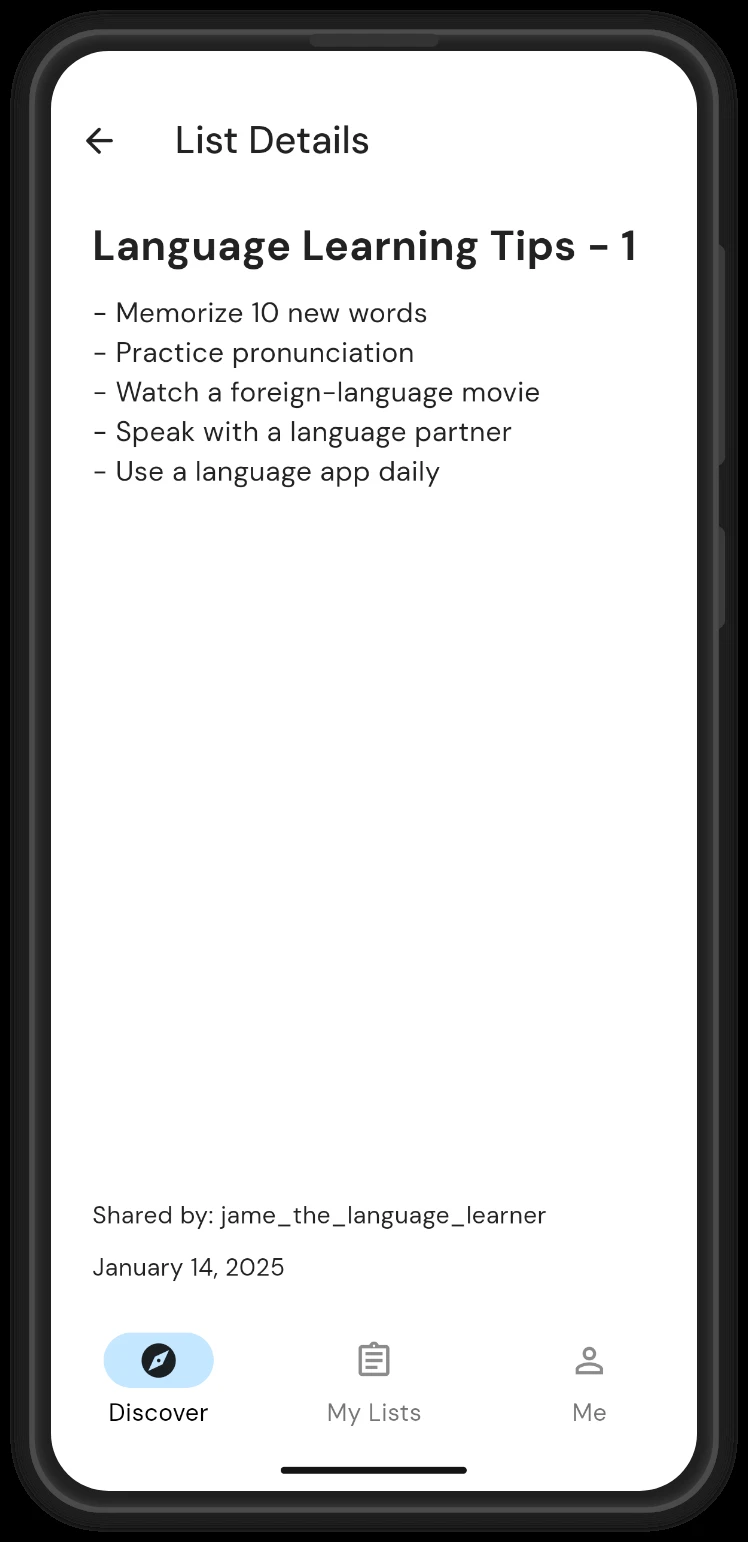 List Details
Language Learning Tips - 1
- Memorize 10 new words
- Practice pronunciation
- Watch a foreign-language movie
- Speak with a language partner
- Use a language app daily
Shared by: jame_the_language_learner
January 14, 2025
Discover My Lists Me